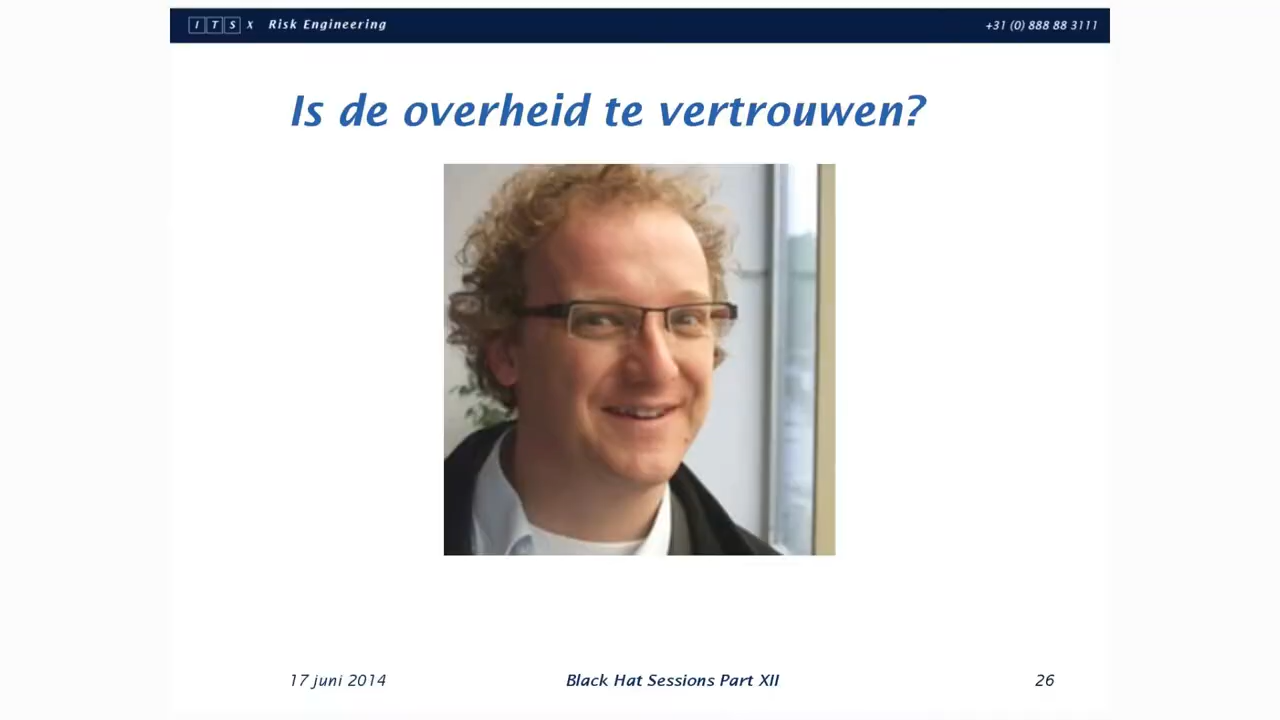 ITSX Risk Engineering
+31 (0) 888 88 3111
Is de overheid te vertrouwen?
17 juni 2014
Black Hat Sessions Part XII
26